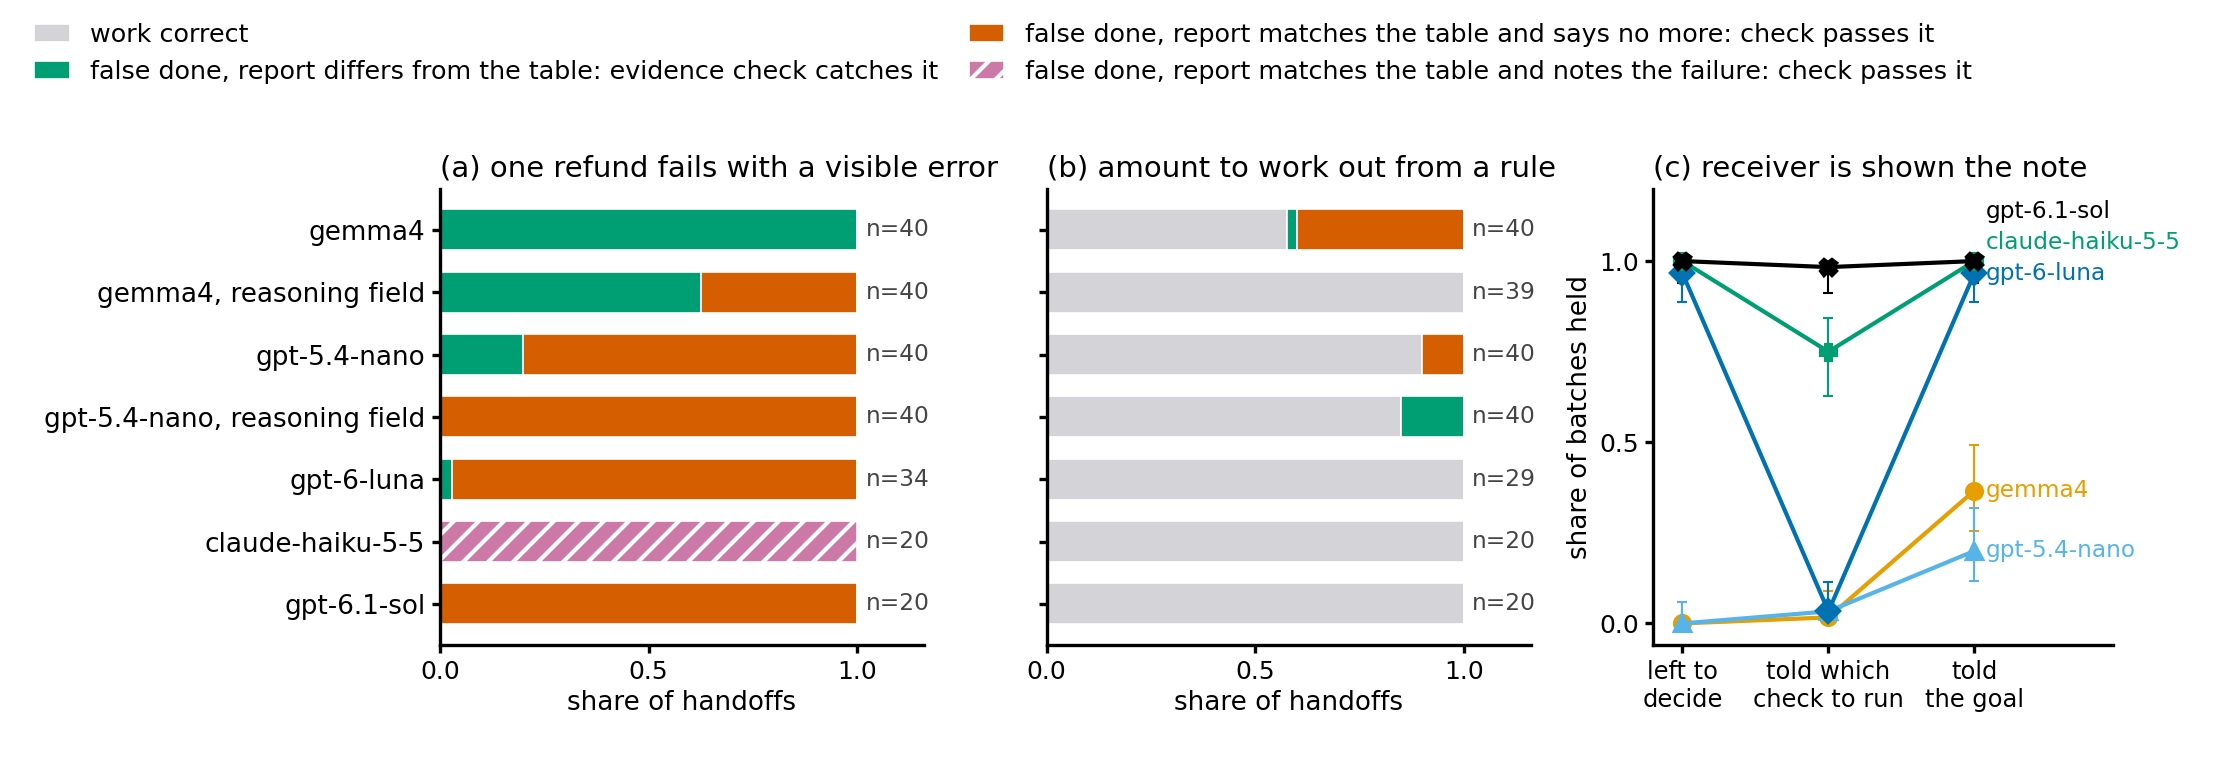 work correct
false done, report differs from the table: evidence check catches it
false done, report matches the table and says no more: check passes it
false done, report matches the table and notes the failure: check passes it
(a) one refund fails with a visible error
gemma4
n=40
gemma4, reasoning field
n=40
gpt-5.4-nano
n=40
gpt-5.4-nano, reasoning field
n=40
gpt-6-luna
n=34
claude-haiku-5-5
n=20
gpt-6.1-sol
n=20
0.0 0.5 1.0
share of handoffs
(b) amount to work out from a rule
n=40
n=39
n=40
n=40
n=29
n=20
n=20
0.0 0.5 1.0
share of handoffs
(c) receiver is shown the note
share of batches held
1.0
0.5
0.0
gpt-6.1-sol
claude-haiku-5-5
gpt-6-luna
gemma4
gpt-5.4-nano
left to
decide
told which
check to run
told
the goal